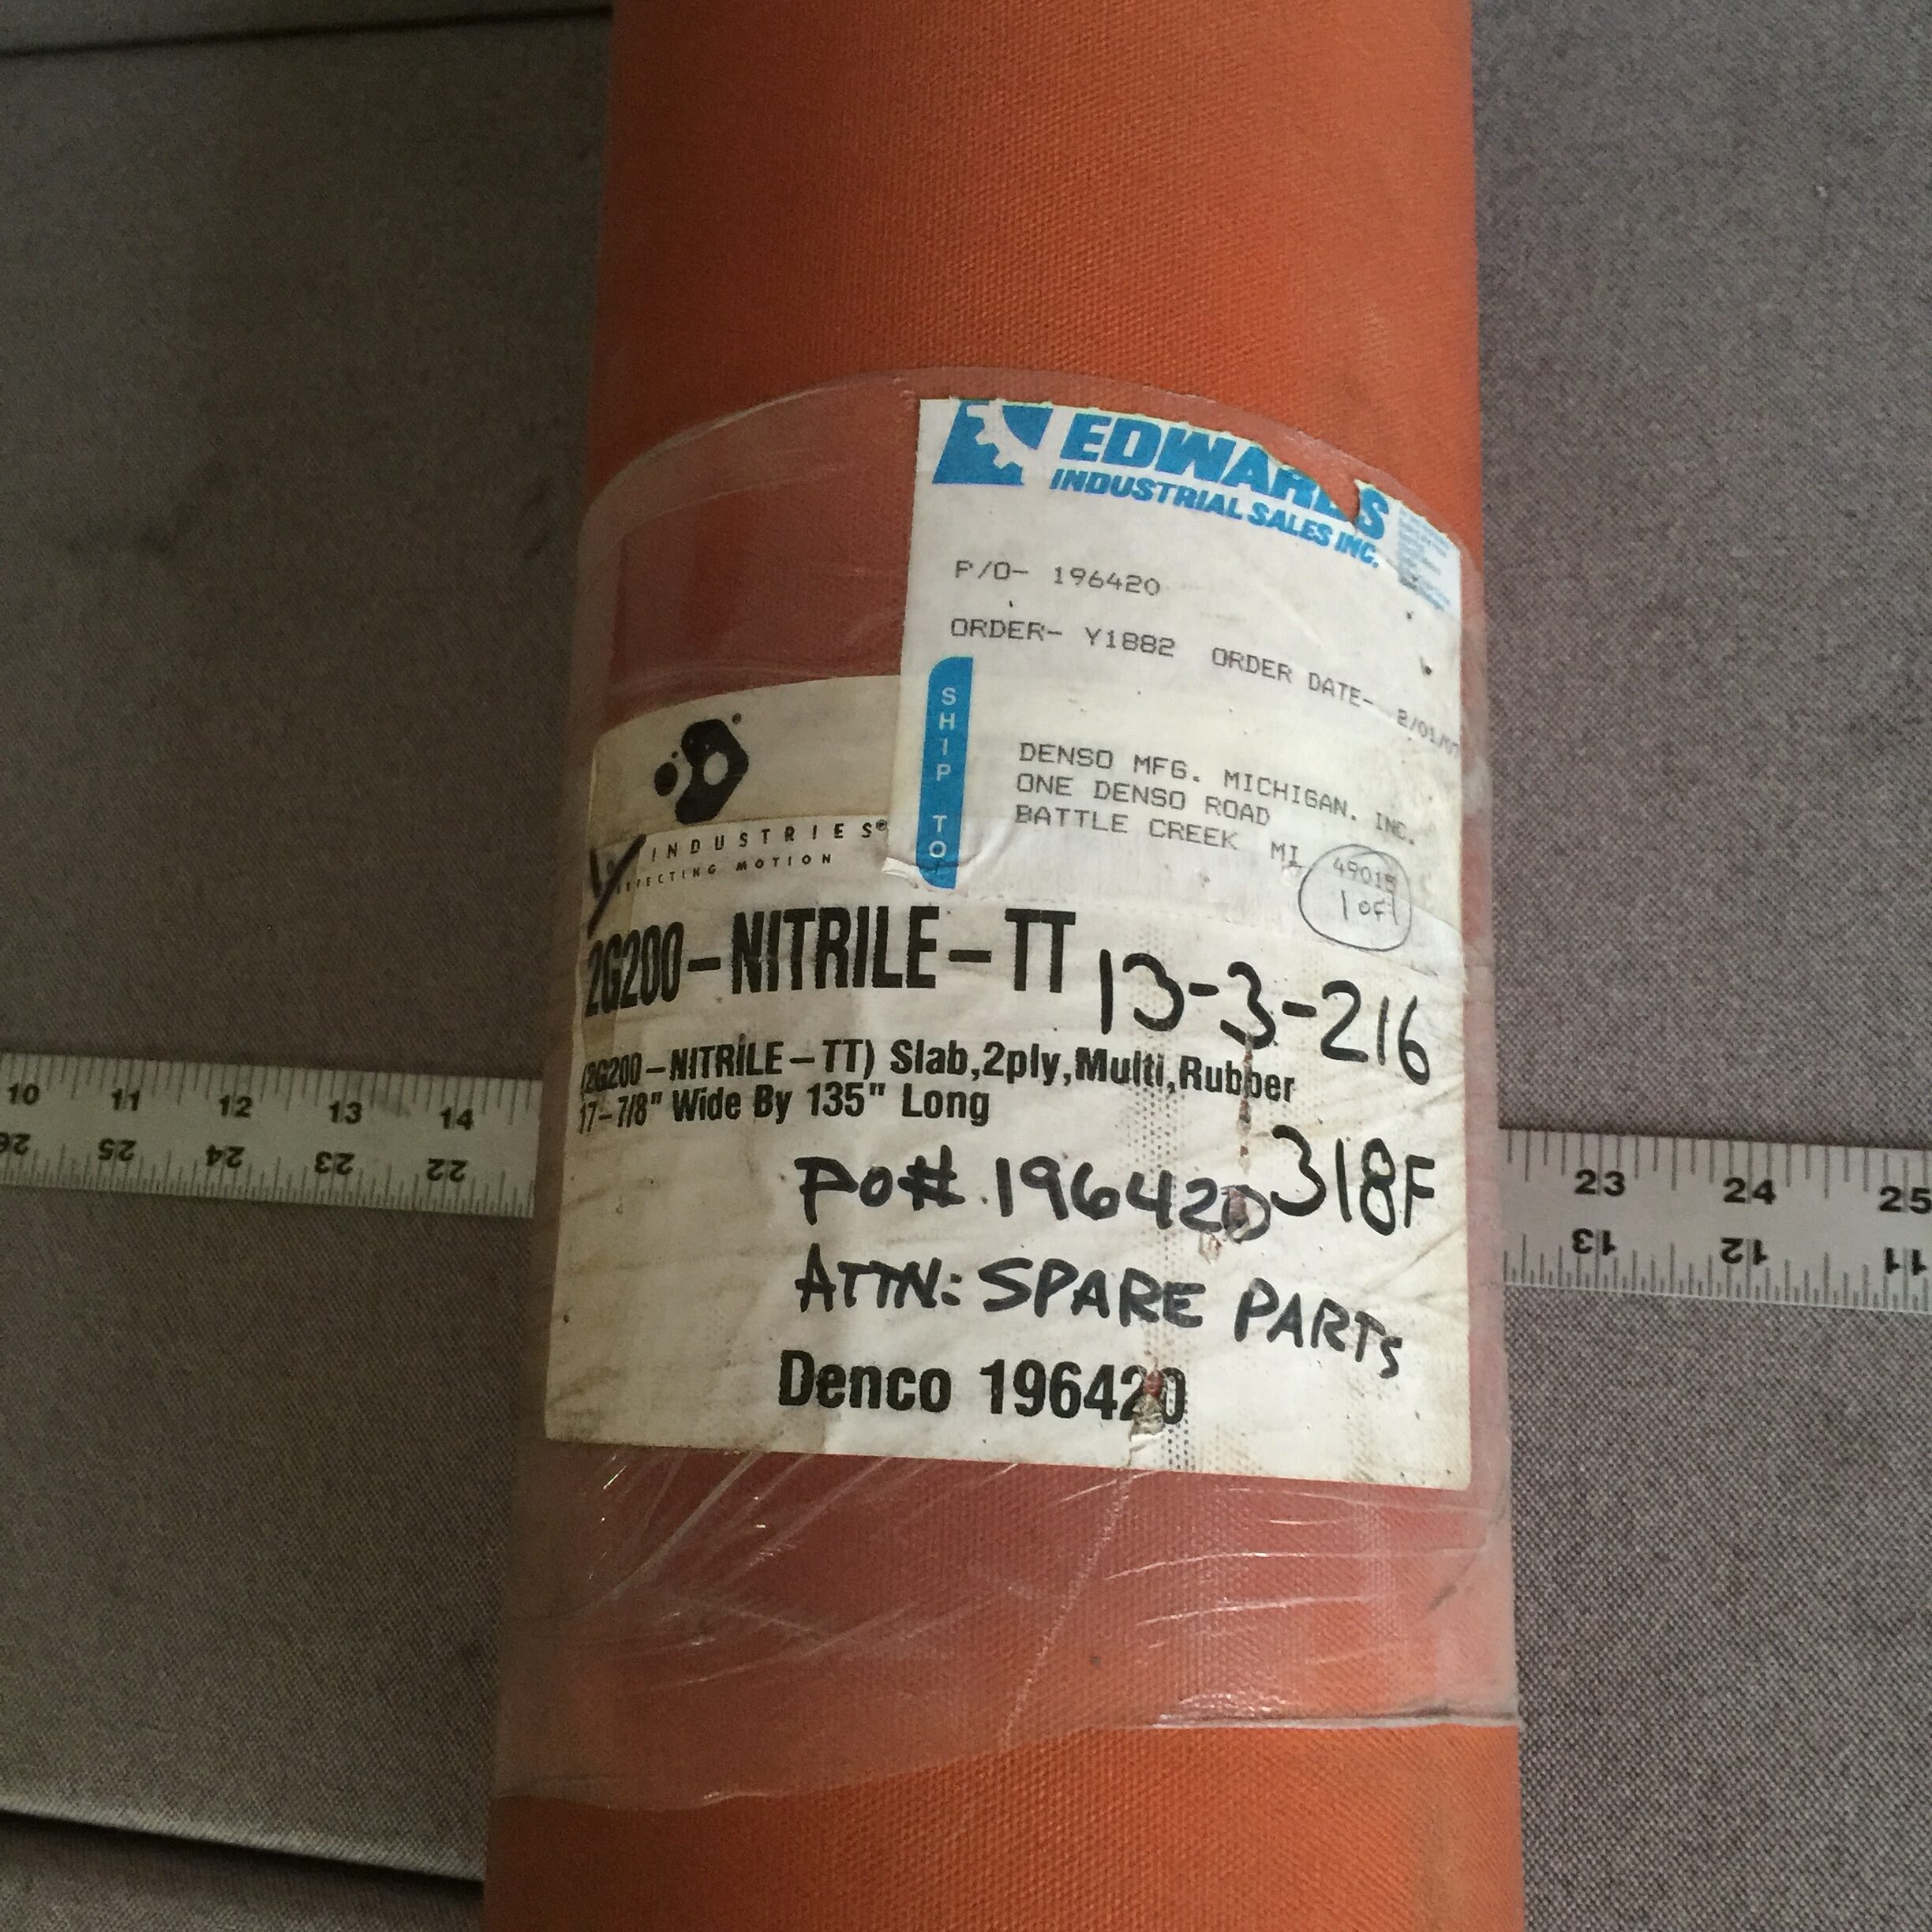 EDWARDS
INDUSTRIAL SALES INC.
P/O- 196420
ORDER- Y1882 ORDER DATE- 2/01/07
SHIP TO
DENSO MFG. MICHIGAN. INC.
ONE DENSO ROAD
BATTLE CREEK MI 49015
1 of 1
INDUSTRIES®
MOTION
2G200-NITRILE-TT
13-3-216
(2G200-NITRILE-TT) Slab,2ply,Multi,Rubber
17-7/8" Wide By 135" Long
318F
PO# 196420
ATTN: SPARE PARTS
Denco 196420
10 11 12 13 14
26 25 24 23 22
23 24 25
13 12 11